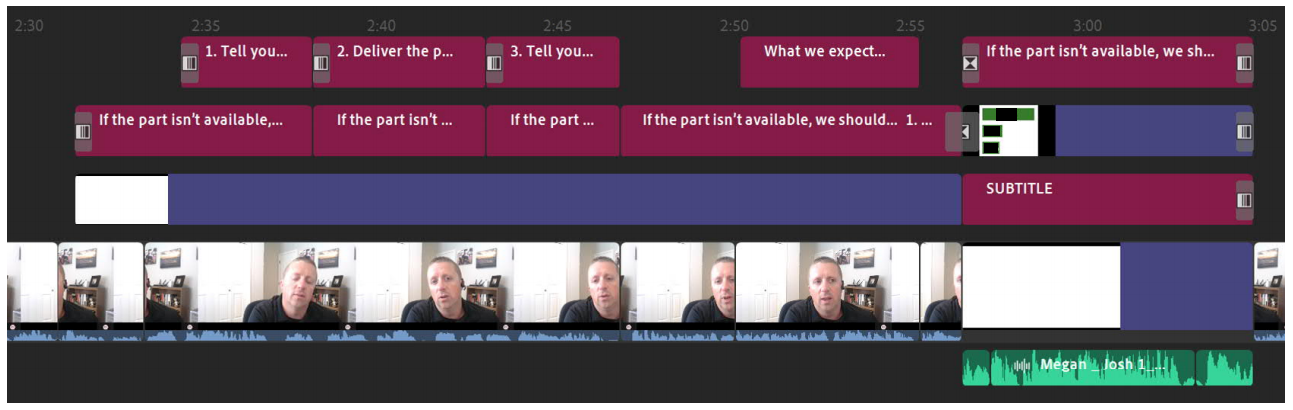 2:30 2:35 2:40 2:45 2:50 2:55 3:00 3:05
1. Tell you... 2. Deliver the p... 3. Tell you... What we expect... If the part isn't available, we sh...
If the part isn't available,... If the part isn't ... If the part ... If the part isn't available, we should... 1. ...
SUBTITLE
Megan _ Josh 1_...